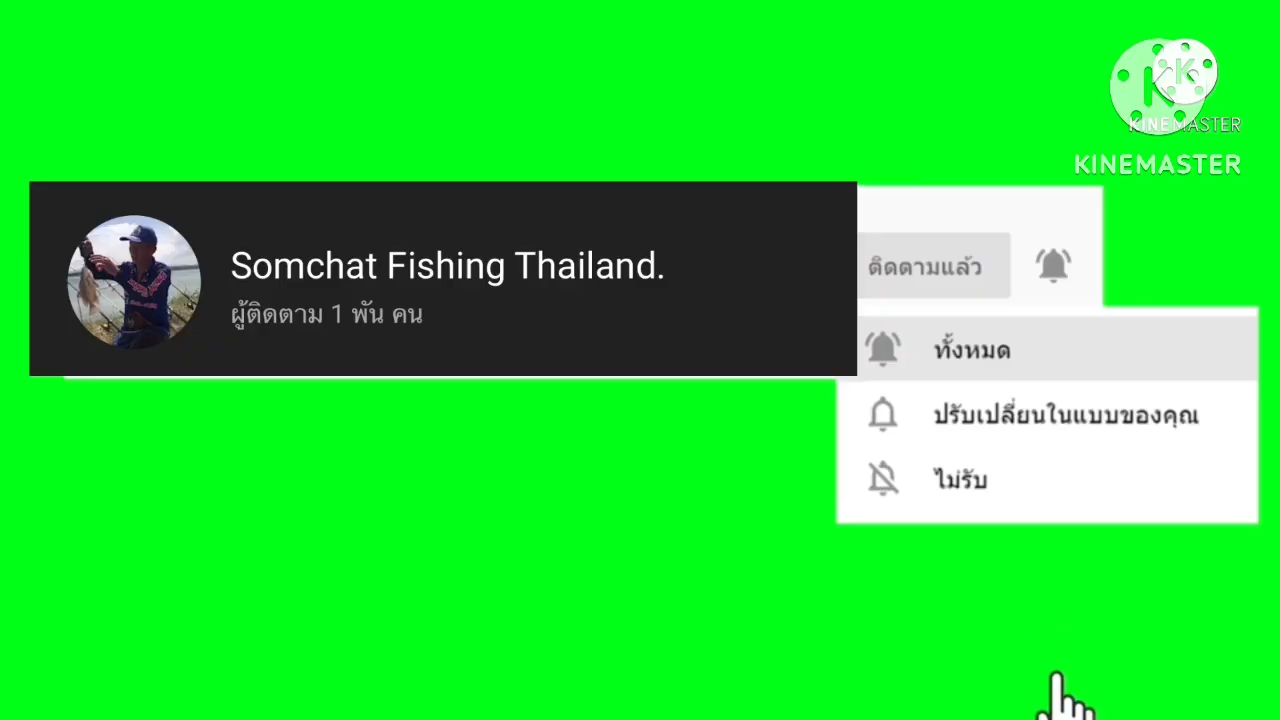 KINEMASTER
KINEMASTER
Somchat Fishing Thailand.
ผู้ติดตาม 1 พัน คน
ติดตามแล้ว
ทั้งหมด
ปรับเปลี่ยนในแบบของคุณ
ไม่รับ